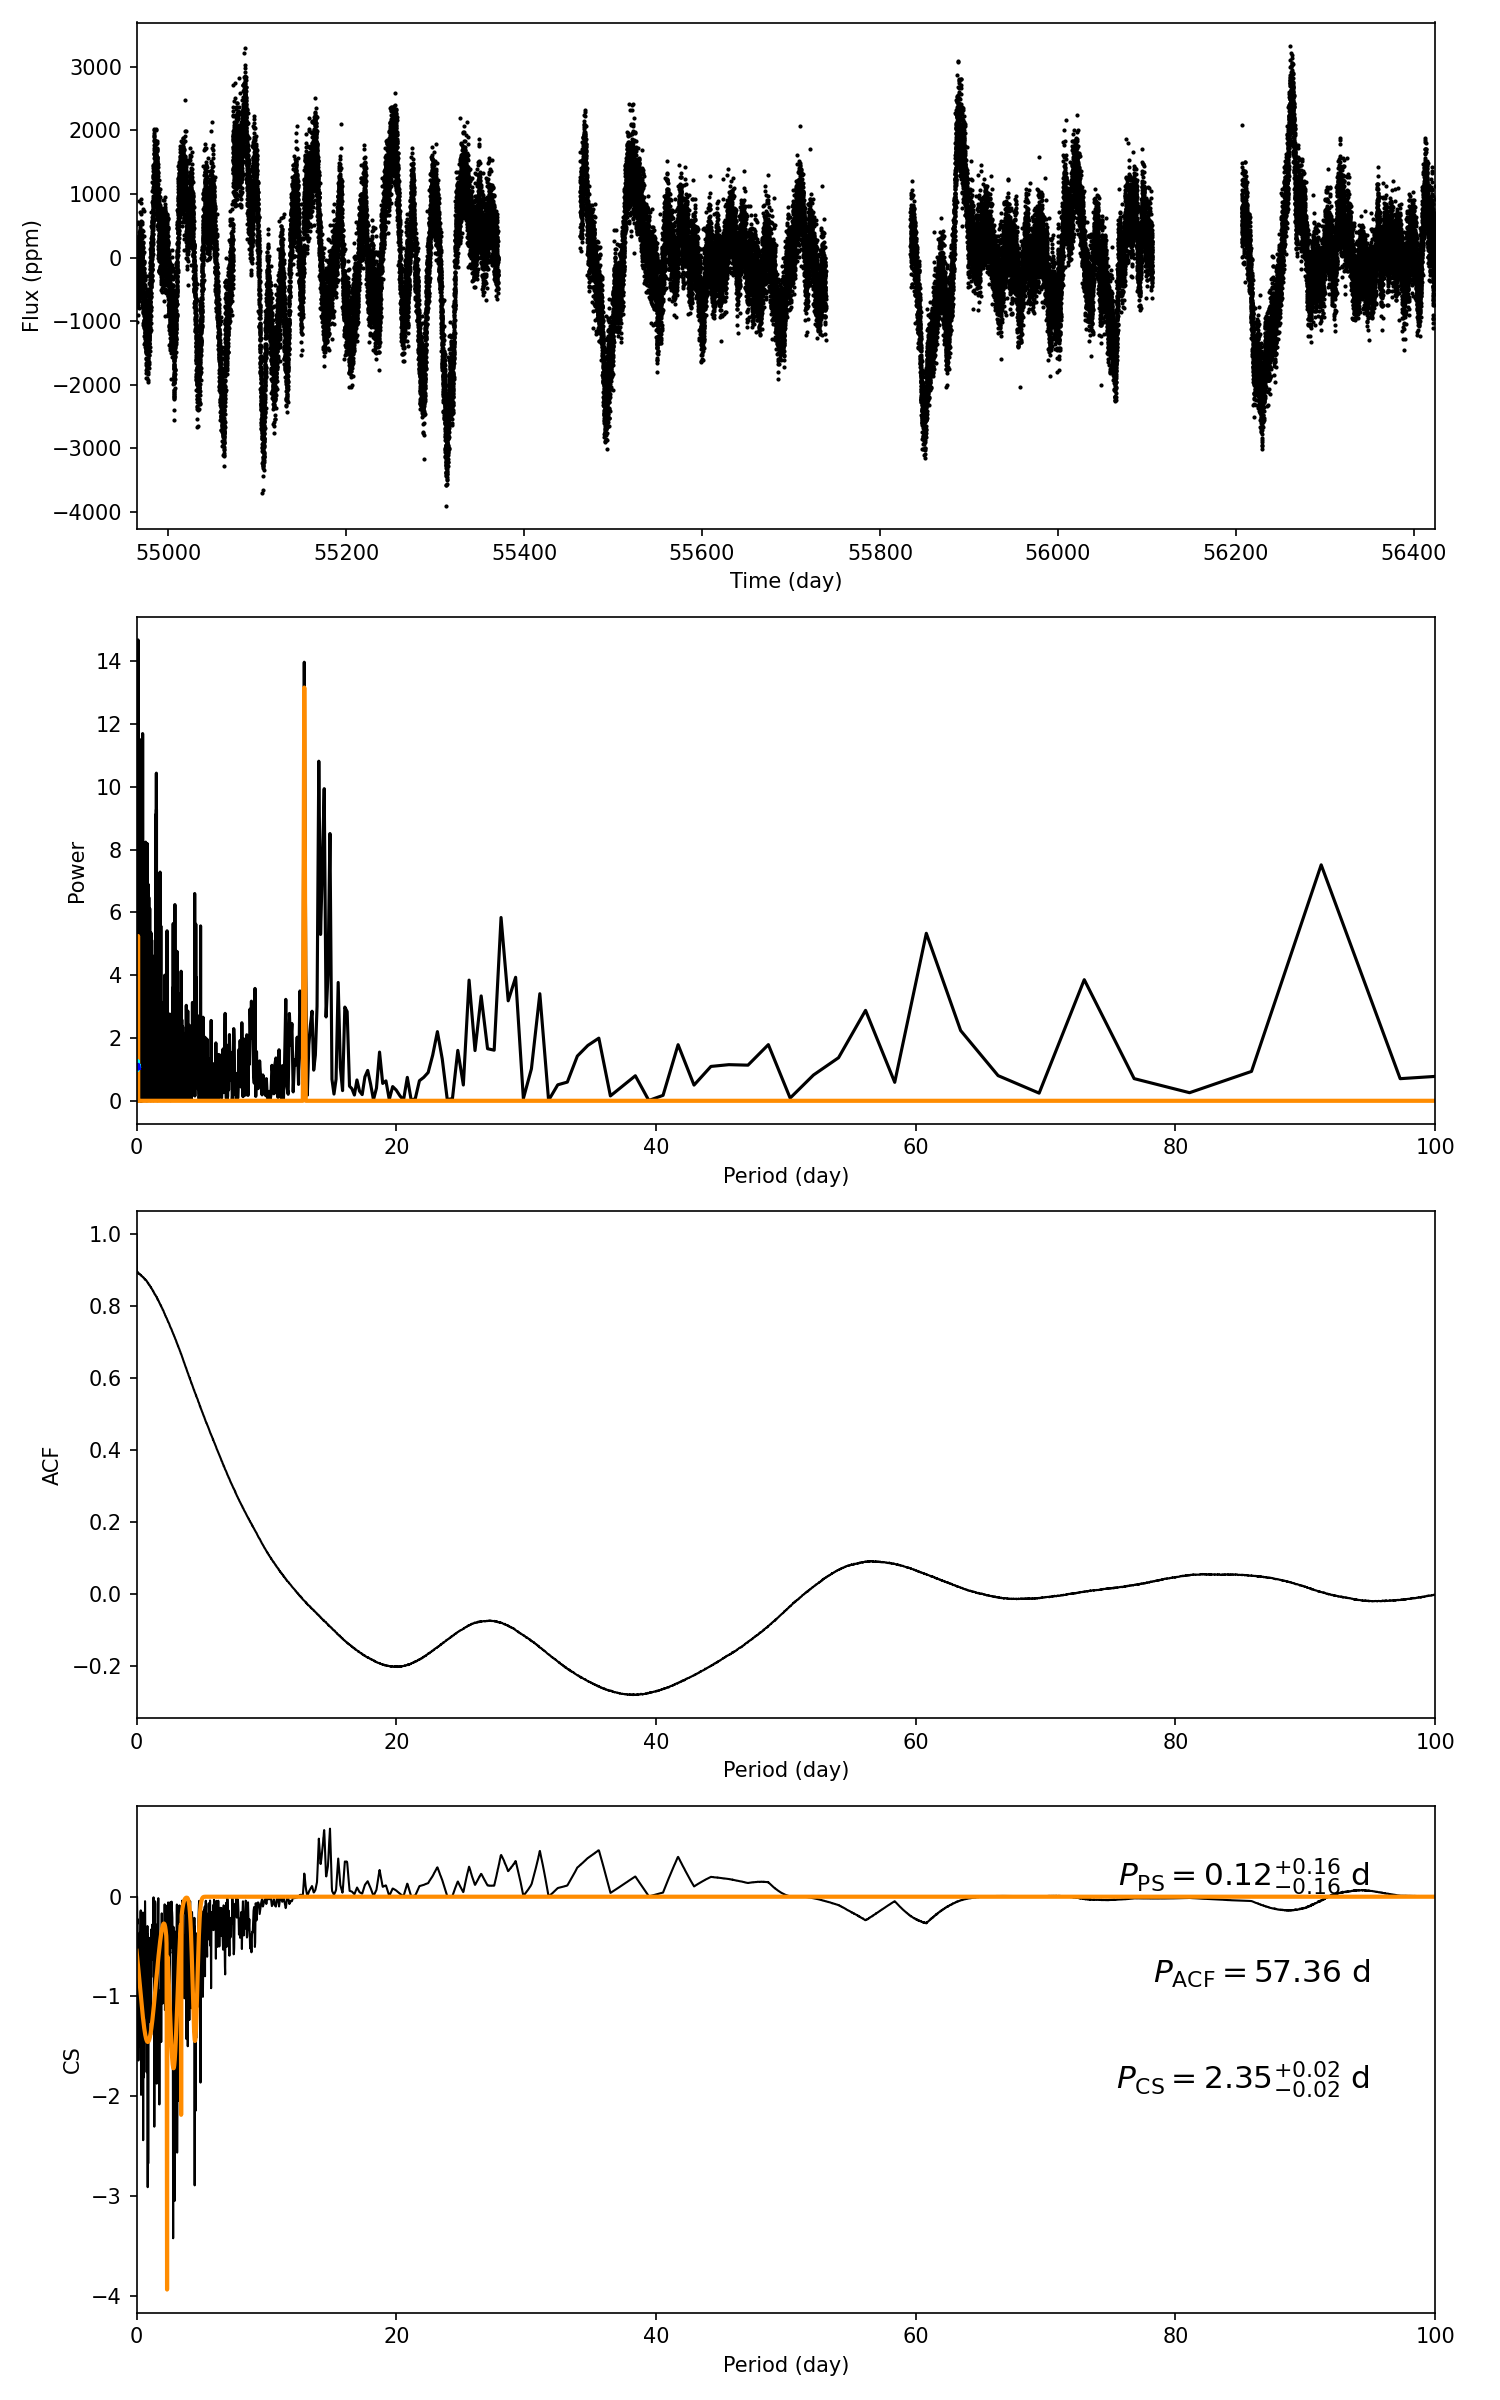 3000
2000
1000
0
−1000
−2000
−3000
−4000
Flux (ppm)
55000 55200 55400 55600 55800 56000 56200 56400
Time (day)
14
12
10
8
6
4
2
0
Power
0 20 40 60 80 100
Period (day)
1.0
0.8
0.6
0.4
0.2
0.0
−0.2
ACF
0 20 40 60 80 100
Period (day)
0
−1
−2
−3
−4
CS
P_PS = 0.12^{+0.16}_{−0.16} d
P_ACF = 57.36 d
P_CS = 2.35^{+0.02}_{−0.02} d
0 20 40 60 80 100
Period (day)